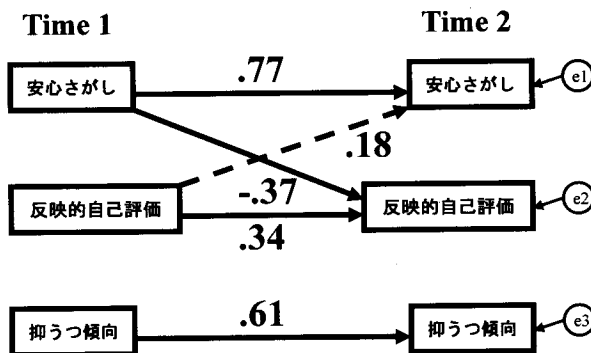 Time 1
Time 2
安心さがし
.77
安心さがし
e1
.18
反映的自己評価
-.37
反映的自己評価
e2
.34
抑うつ傾向
.61
抑うつ傾向
e3